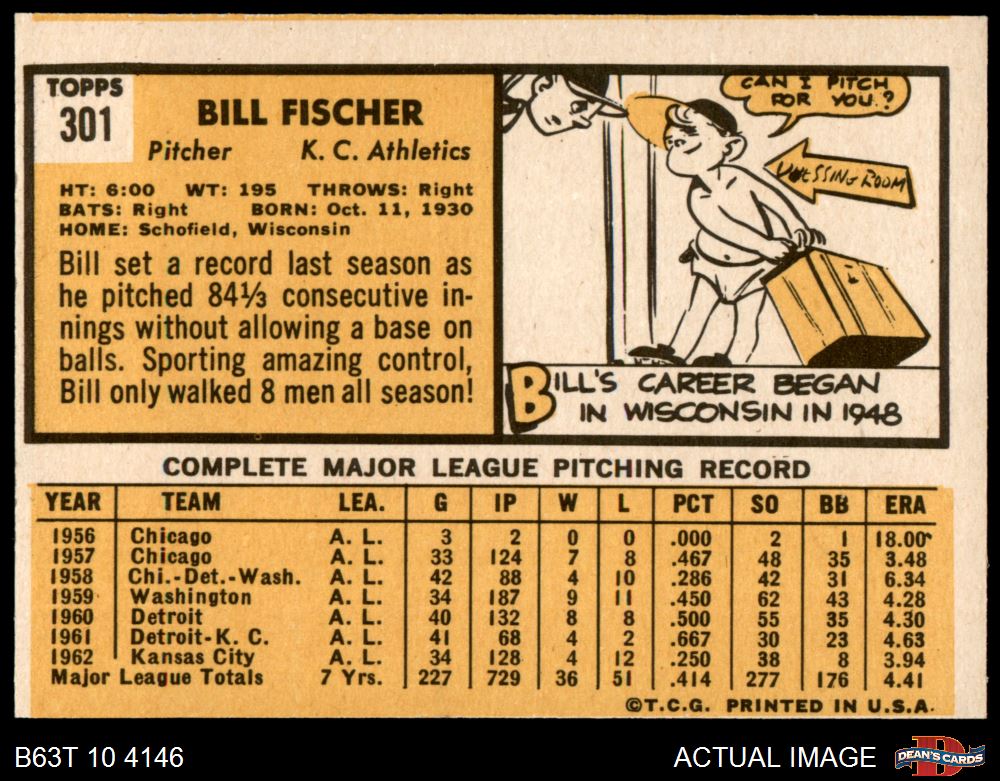 TOPPS
301
BILL FISCHER
Pitcher K. C. Athletics
HT: 6:00 WT: 195 THROWS: Right
BATS: Right BORN: Oct. 11, 1930
HOME: Schofield, Wisconsin
Bill set a record last season as
he pitched 84⅓ consecutive in-
nings without allowing a base on
balls. Sporting amazing control,
Bill only walked 8 men all season!
CAN I PITCH
FOR YOU?
DRESSING ROOM
BILL'S CAREER BEGAN
IN WISCONSIN IN 1948
COMPLETE MAJOR LEAGUE PITCHING RECORD
YEAR TEAM LEA. G IP W L PCT SO BB ERA
1956 Chicago A. L. 3 2 0 0 .000 2 1 18.00
1957 Chicago A. L. 33 124 7 8 .467 48 35 3.48
1958 Chi.-Det.-Wash. A. L. 42 88 4 10 .286 42 31 6.34
1959 Washington A. L. 34 187 9 11 .450 62 43 4.28
1960 Detroit A. L. 40 132 8 8 .500 55 35 4.30
1961 Detroit-K. C. A. L. 41 68 4 2 .667 30 23 4.63
1962 Kansas City A. L. 34 128 4 12 .250 38 8 3.94
Major League Totals 7 Yrs. 227 729 36 51 .414 277 176 4.41
©T.C.G. PRINTED IN U.S.A.
B63T 10 4146 ACTUAL IMAGE DEAN'S CARDS